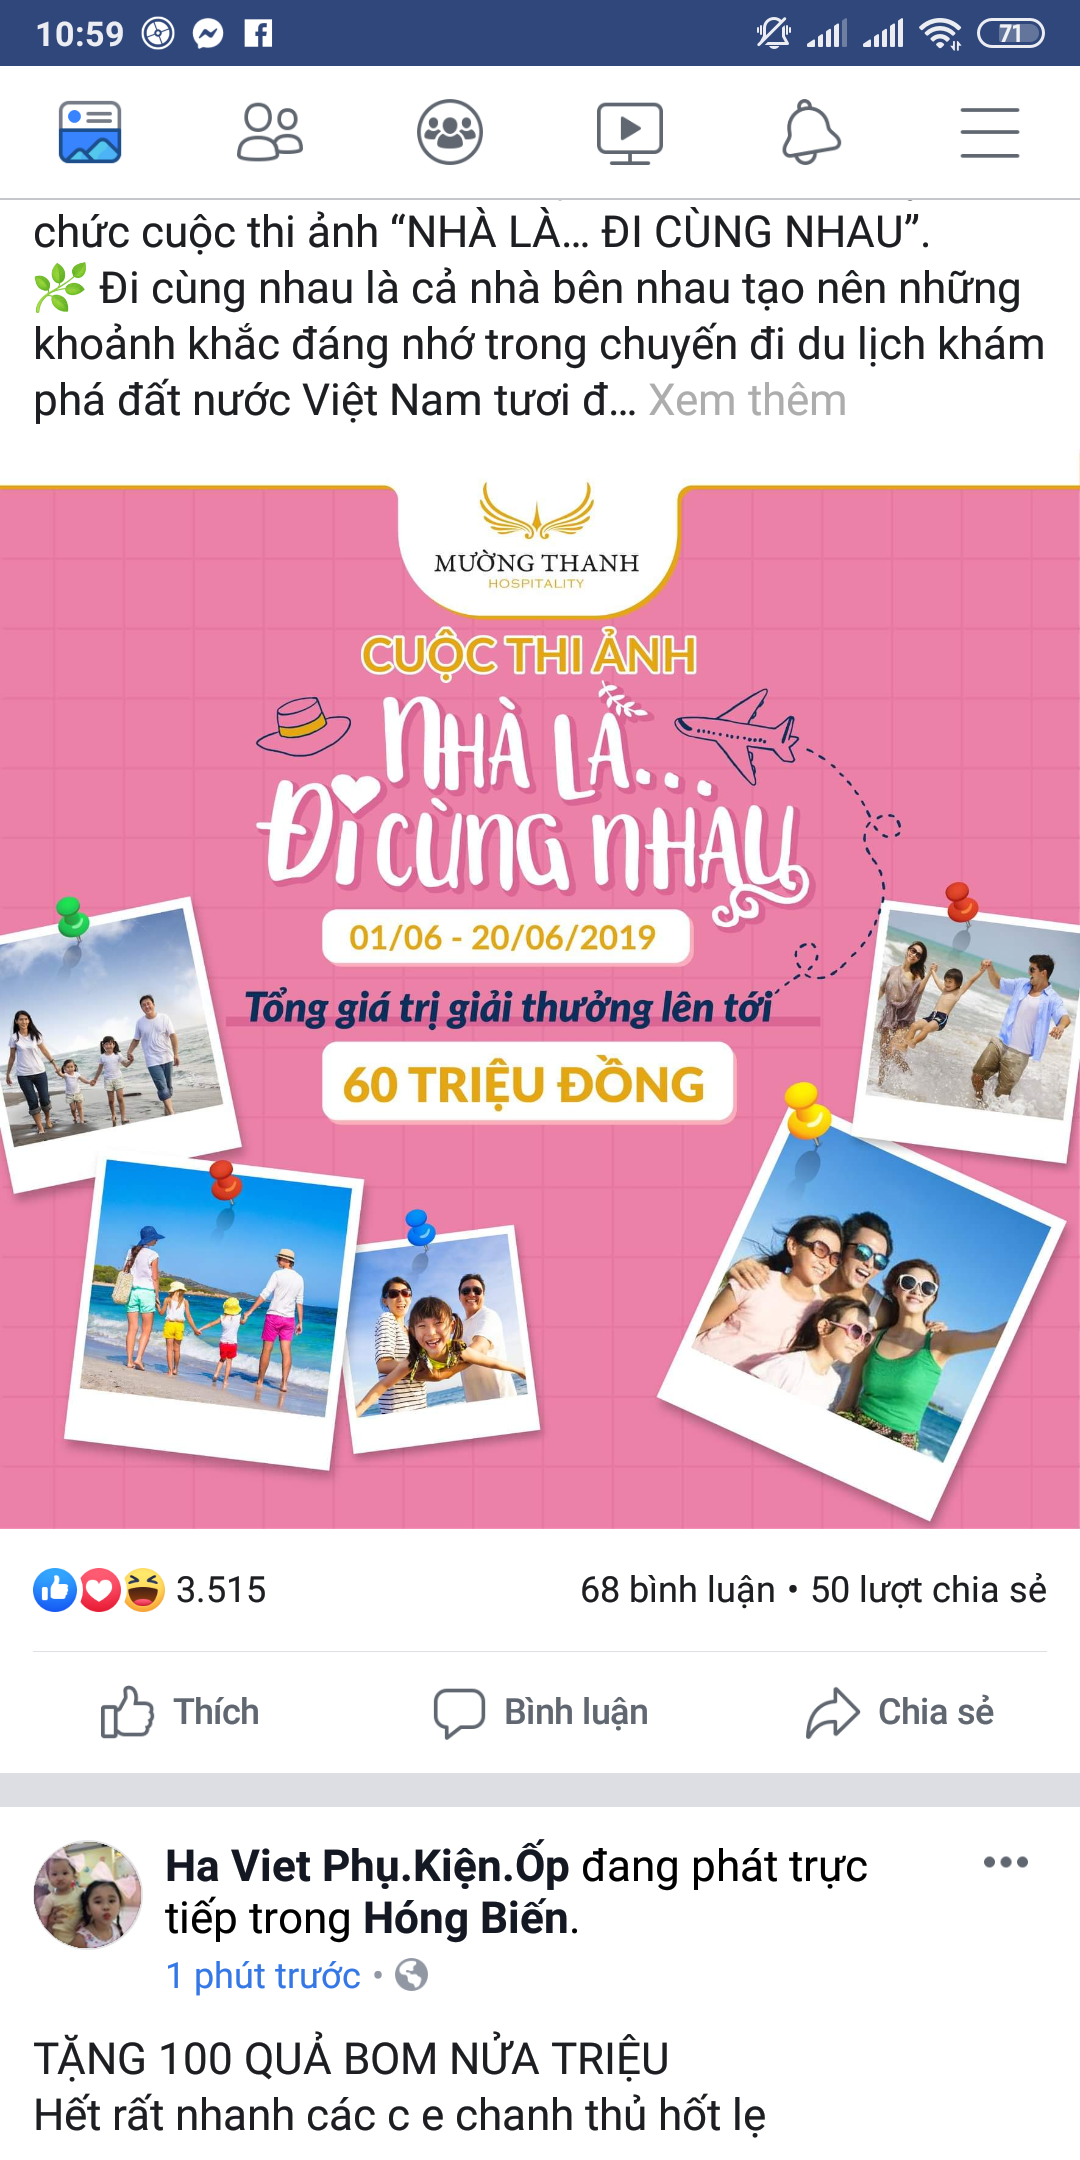 10:59
71
chức cuộc thi ảnh “NHÀ LÀ... ĐI CÙNG NHAU”.
🌿 Đi cùng nhau là cả nhà bên nhau tạo nên những
khoảnh khắc đáng nhớ trong chuyến đi du lịch khám
phá đất nước Việt Nam tươi đ... Xem thêm
MƯỜNG THANH
HOSPITALITY
CUỘC THI ẢNH
NHÀ LÀ...
ĐI CÙNG NHAU
01/06 - 20/06/2019
Tổng giá trị giải thưởng lên tới
60 TRIỆU ĐỒNG
3.515
68 bình luận • 50 lượt chia sẻ
Thích
Bình luận
Chia sẻ
Ha Viet Phụ.Kiện.Ốp đang phát trực
tiếp trong Hóng Biến.
1 phút trước •
TẶNG 100 QUẢ BOM NỬA TRIỆU
Hết rất nhanh các c e chanh thủ hốt lẹ